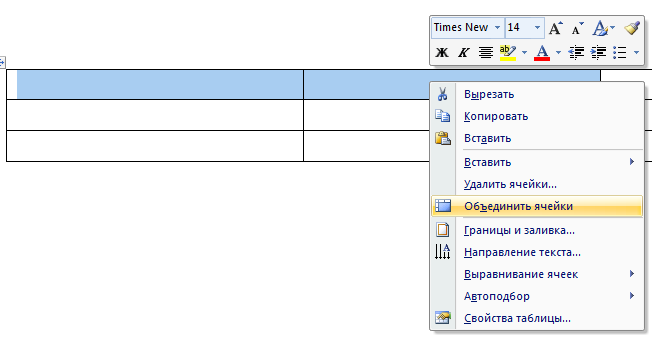 Times New 14 A A A
Ж К ab A
Вырезать
Копировать
Вставить
Вставить
Удалить ячейки...
Объединить ячейки
Границы и заливка...
Направление текста...
Выравнивание ячеек
Автоподбор
Свойства таблицы...